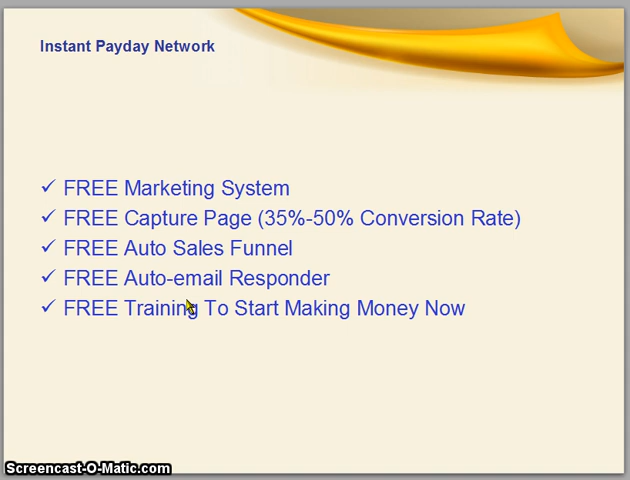 Instant Payday Network
FREE Marketing System
FREE Capture Page (35%-50% Conversion Rate)
FREE Auto Sales Funnel
FREE Auto-email Responder
FREE Training To Start Making Money Now
Screencast-O-Matic.com